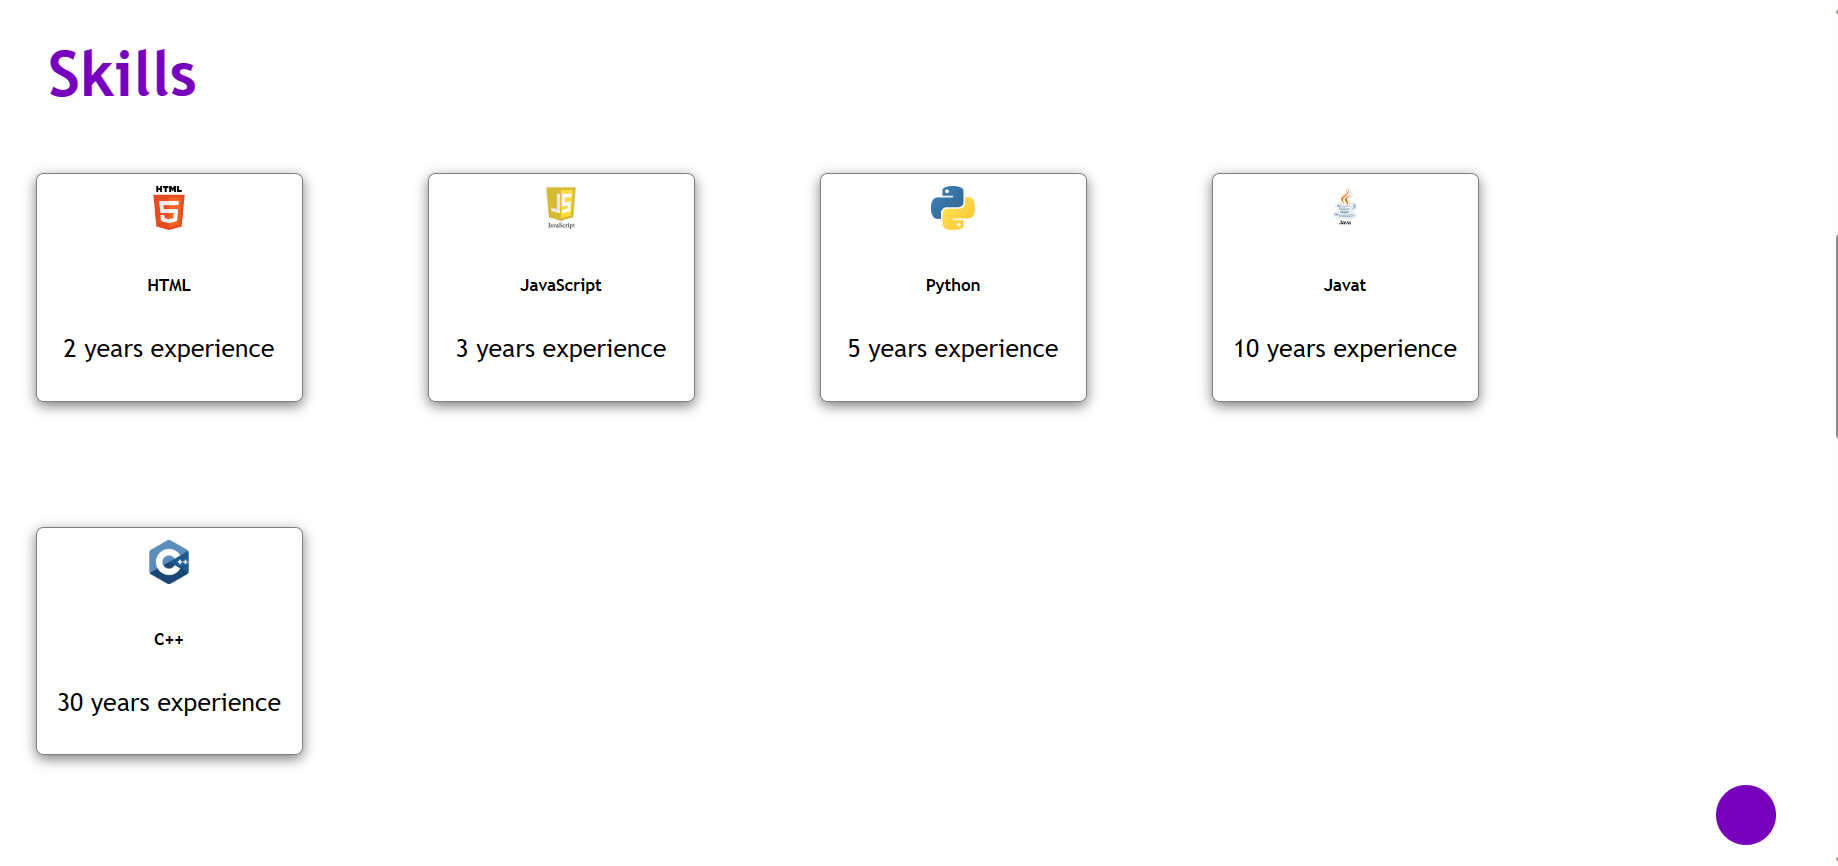 Skills
HTML
5
HTML
2 years experience
JS
JavaScript
JavaScript
3 years experience
Python
5 years experience
Java
Javat
10 years experience
C++
C++
30 years experience